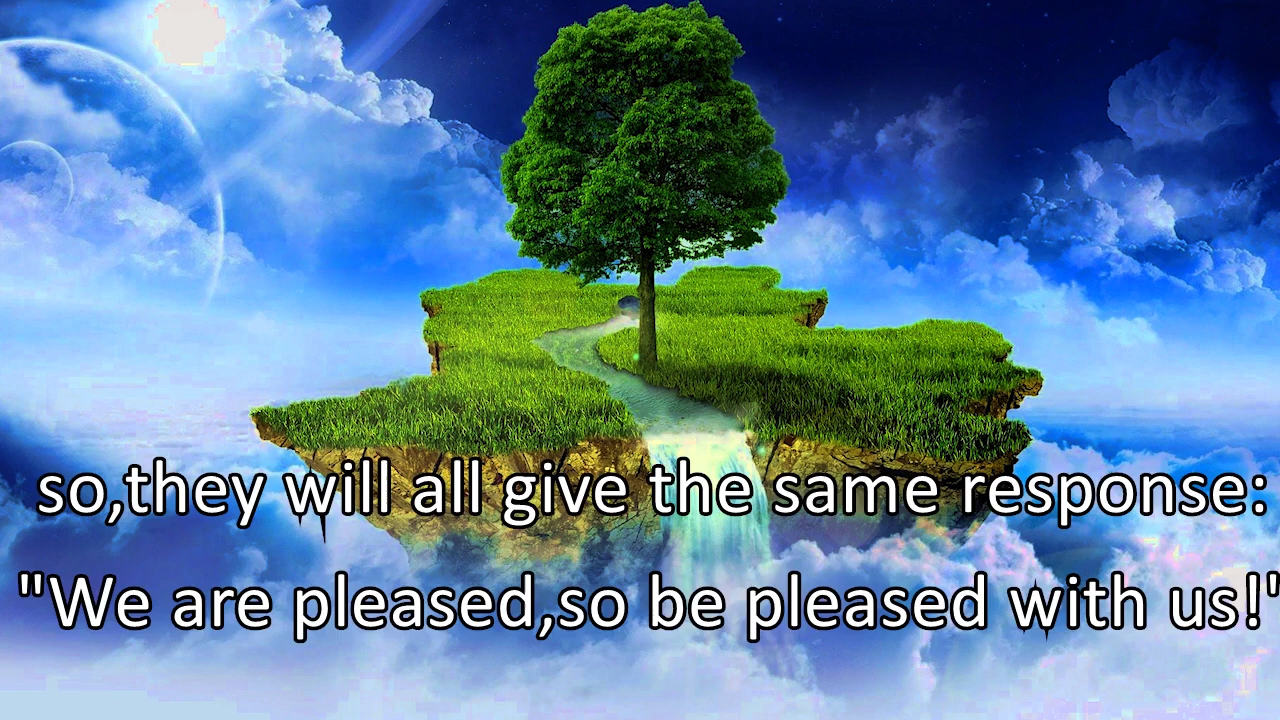 so,they will all give the same response:
"We are pleased,so be pleased with us!"